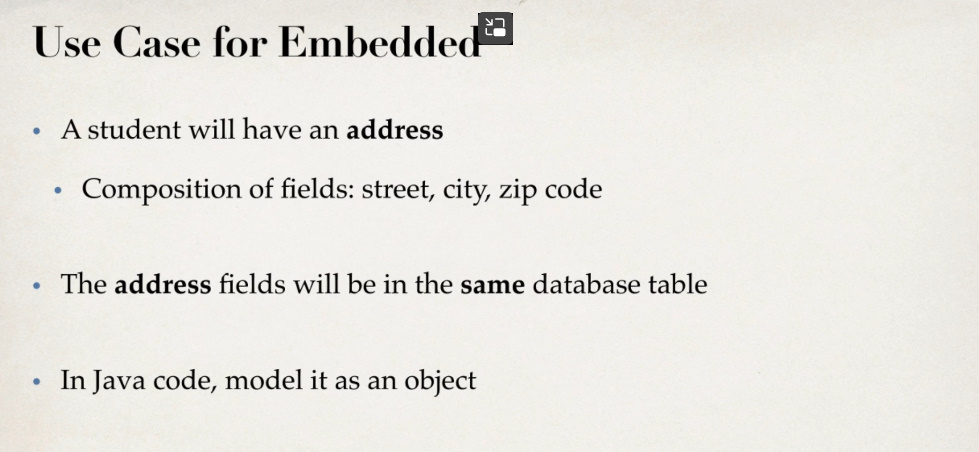 Use Case for Embedded
• A student will have an address
• Composition of fields: street, city, zip code
• The address fields will be in the same database table
• In Java code, model it as an object